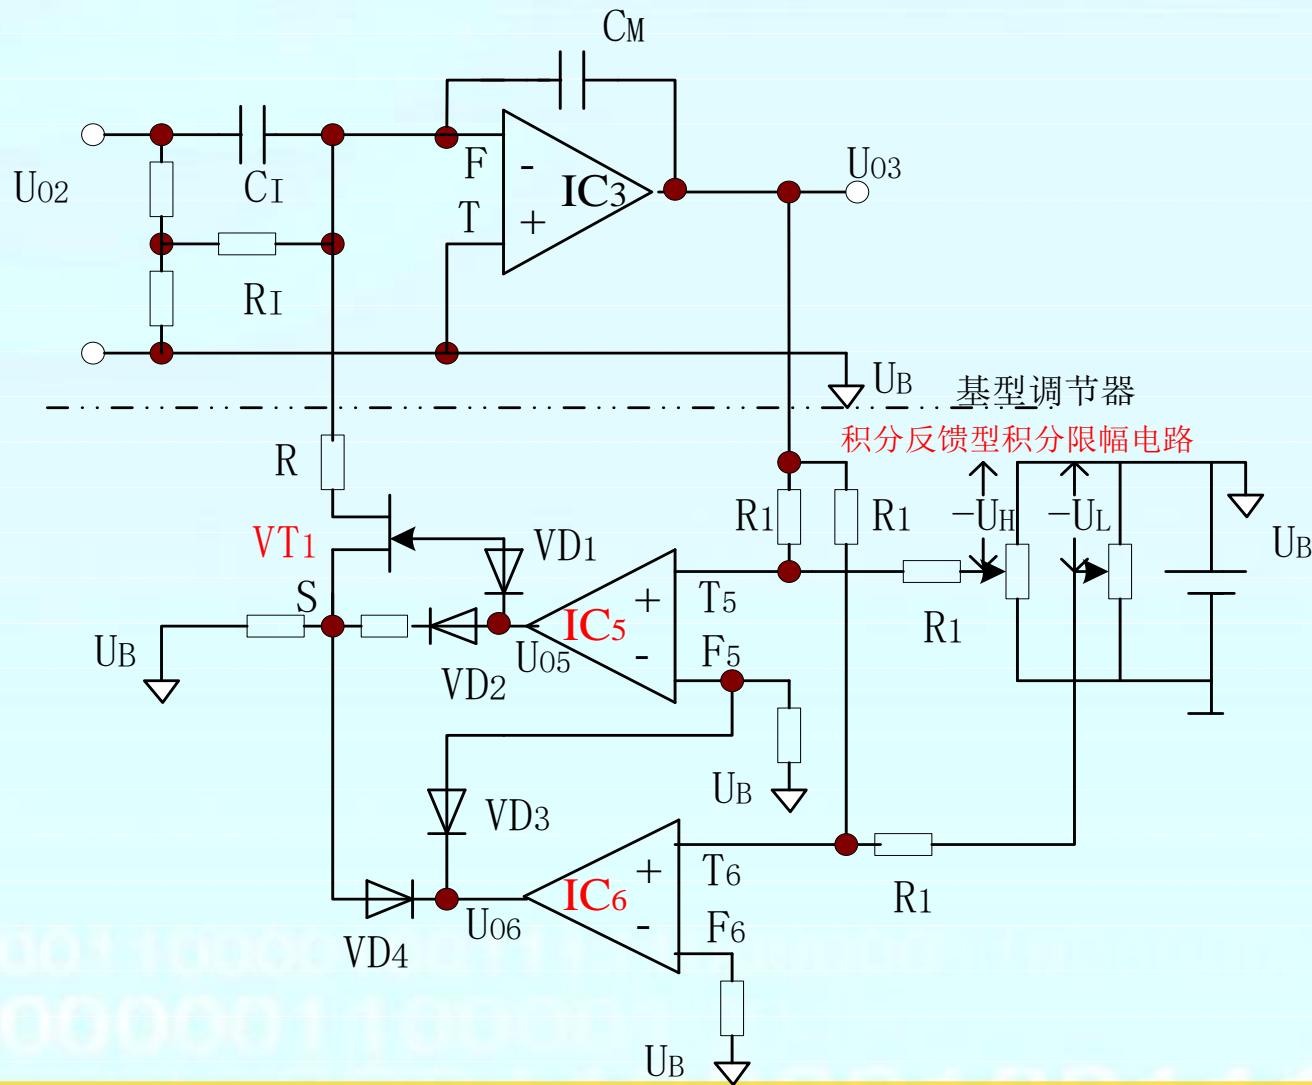 CM
UO2
CI
F
-
IC3
UO3
T
+
RI
UB
基型调节器
积分反馈型积分限幅电路
R
R1
R1
-UH
-UL
UB
VT1
VD1
S
+
T5
IC5
R1
UB
UO5
-
F5
VD2
UB
VD3
+
T6
IC6
R1
UO6
-
F6
VD4
UB